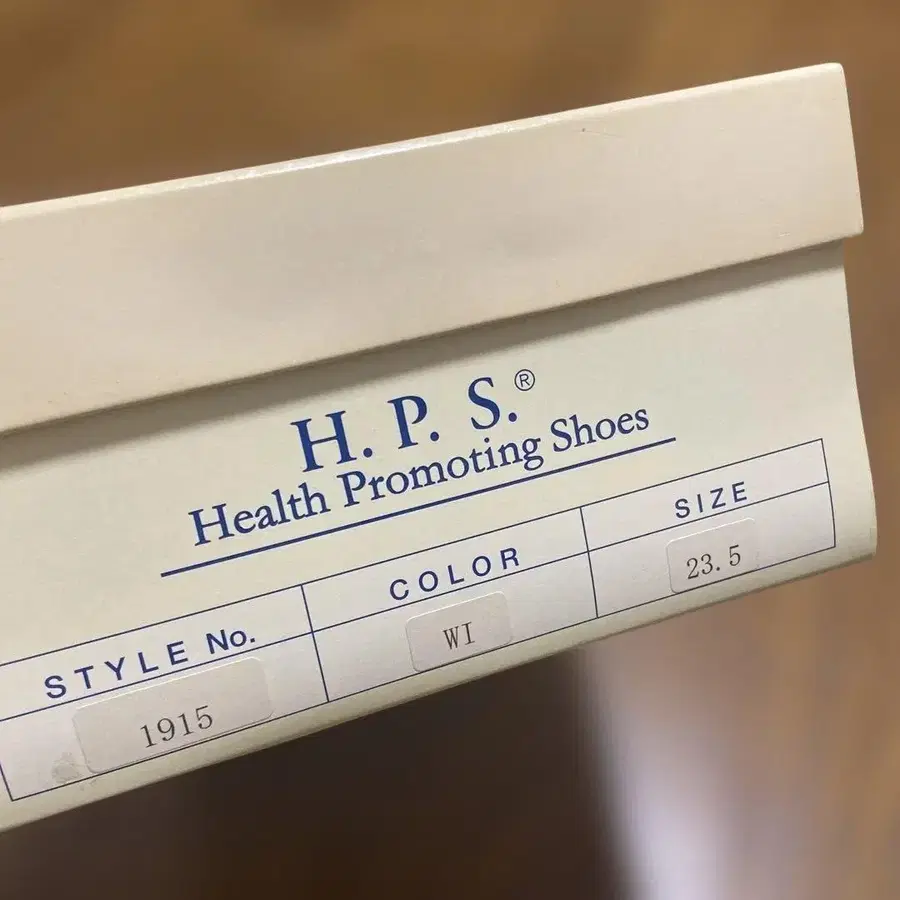 H. P. S.®
Health Promoting Shoes
STYLE No. COLOR SIZE
1915 WI 23.5